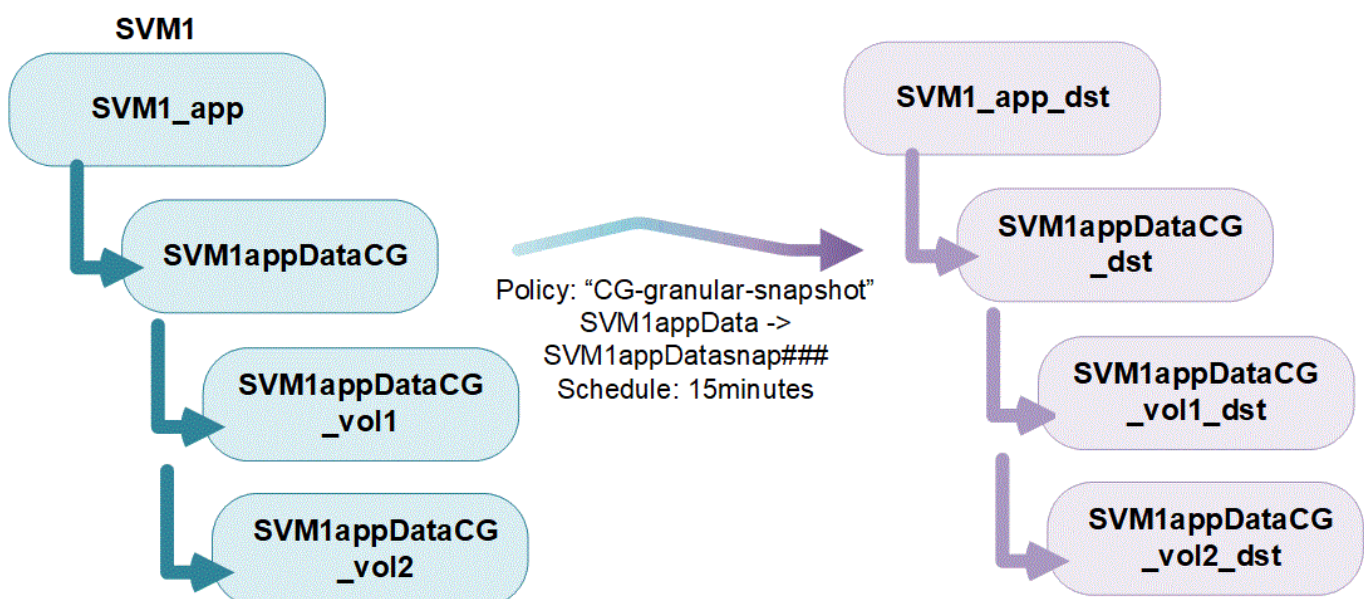 SVM1
SVM1_app
SVM1appDataCG
SVM1appDataCG
_vol1
SVM1appDataCG
_vol2
Policy: “CG-granular-snapshot”
SVM1appData ->
SVM1appDatasnap###
Schedule: 15minutes
SVM1_app_dst
SVM1appDataCG
_dst
SVM1appDataCG
_vol1_dst
SVM1appDataCG
_vol2_dst